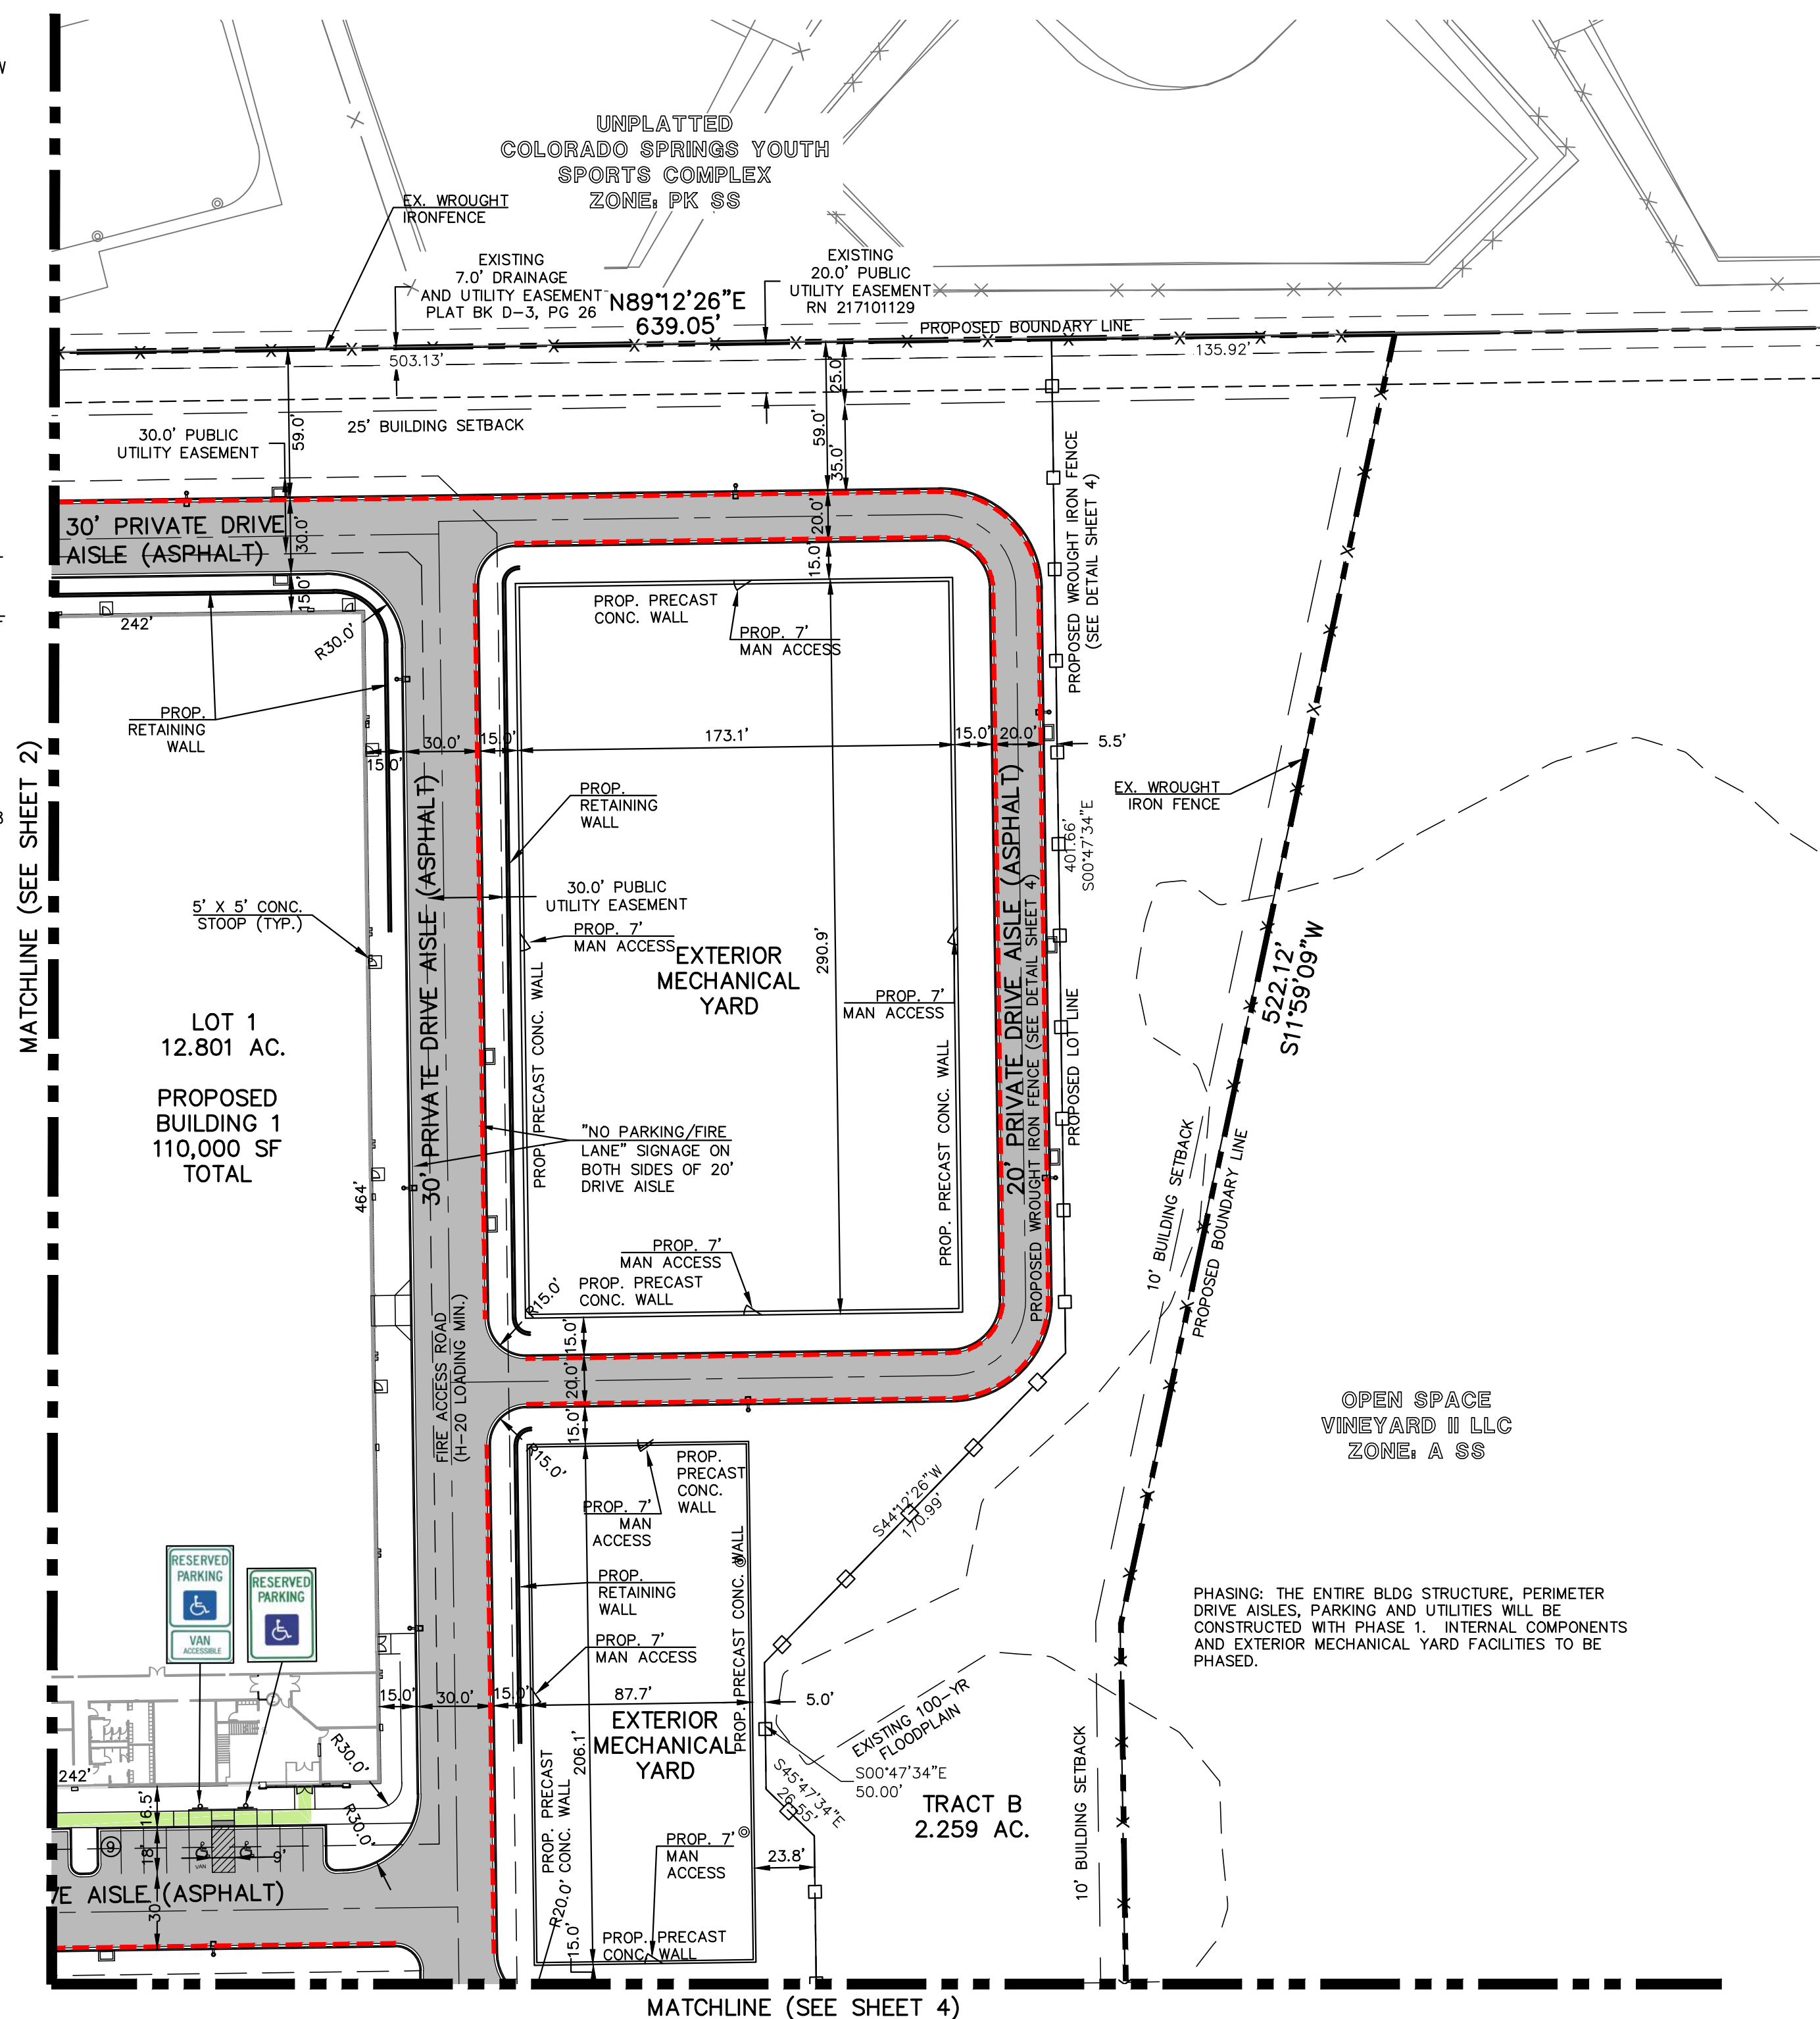 UNPLATTED
COLORADO SPRINGS YOUTH
SPORTS COMPLEX
ZONE: PK SS
EX. WROUGHT
IRONFENCE
EXISTING
7.0' DRAINAGE
AND UTILITY EASEMENT
PLAT BK D-3, PG 26
N89°12'26"E
639.05'
EXISTING
20.0' PUBLIC
UTILITY EASEMENT
RN 217101129
PROPOSED BOUNDARY LINE
503.13'
135.92'
25' BUILDING SETBACK
30.0' PUBLIC
UTILITY EASEMENT
59.0'
59.0'
25.0'
35.0'
30' PRIVATE DRIVE
AISLE (ASPHALT)
30.0'
15.0'
20.0'
15.0'
242'
R30.0'
PROP. PRECAST
CONC. WALL
PROP. 7'
MAN ACCESS
PROPOSED WROUGHT IRON FENCE
(SEE DETAIL SHEET 4)
PROP.
RETAINING
WALL
15.0'
30.0'
15.0'
173.1'
15.0'
20.0'
5.5'
MATCHLINE (SEE SHEET 2)
PROP.
RETAINING
WALL
EX. WROUGHT
IRON FENCE
401.66'
S00°47'34"E
30' PRIVATE DRIVE AISLE (ASPHALT)
20' PRIVATE DRIVE AISLE (ASPHALT)
PROPOSED WROUGHT IRON FENCE (SEE DETAIL SHEET 4)
5' X 5' CONC.
STOOP (TYP.)
30.0' PUBLIC
UTILITY EASEMENT
PROP. 7'
MAN ACCESS
EXTERIOR
MECHANICAL
YARD
290.9'
PROP. 7'
MAN ACCESS
522.12'
S11°59'09"W
LOT 1
12.801 AC.
PROPOSED
BUILDING 1
110,000 SF
TOTAL
PROP. PRECAST CONC. WALL
PROP. PRECAST CONC. WALL
PROPOSED LOT LINE
"NO PARKING/FIRE
LANE" SIGNAGE ON
BOTH SIDES OF 20'
DRIVE AISLE
464'
10' BUILDING SETBACK
PROPOSED BOUNDARY LINE
PROP. 7'
MAN ACCESS
PROP. PRECAST
CONC. WALL
R15.0'
FIRE ACCESS ROAD
(H-20 LOADING MIN.)
15.0'
20.0'
15.0'
R15.0'
OPEN SPACE
VINEYARD II LLC
ZONE: A SS
PROP.
PRECAST
CONC.
WALL
PROP. 7'
MAN
ACCESS
S44°12'26"W
170.99'
PROP. PRECAST CONC. WALL
RESERVED
PARKING
VAN
ACCESSIBLE
RESERVED
PARKING
PROP.
RETAINING
WALL
PROP. 7'
MAN ACCESS
PHASING: THE ENTIRE BLDG STRUCTURE, PERIMETER
DRIVE AISLES, PARKING AND UTILITIES WILL BE
CONSTRUCTED WITH PHASE 1. INTERNAL COMPONENTS
AND EXTERIOR MECHANICAL YARD FACILITIES TO BE
PHASED.
15.0'
30.0'
15.0'
87.7'
5.0'
EXTERIOR
MECHANICAL
YARD
206.1'
EXISTING 100-YR
FLOODPLAIN
S00°47'34"E
50.00'
S45°47'34"E
26.55'
R30.0'
242'
16.5'
R30.0'
TRACT B
2.259 AC.
10' BUILDING SETBACK
PROP. PRECAST
CONC. WALL
PROP. 7'
MAN
ACCESS
23.8'
9
18'
VAN
9'
VE AISLE (ASPHALT)
30'
R20.0'
15.0'
PROP. PRECAST
CONC. WALL
MATCHLINE (SEE SHEET 4)